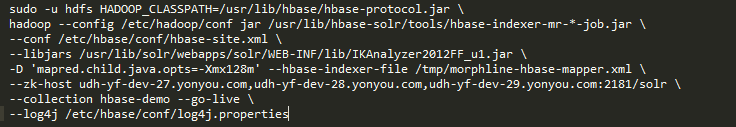 sudo -u hdfs HADOOP_CLASSPATH=/usr/lib/hbase/hbase-protocol.jar \
hadoop --config /etc/hadoop/conf jar /usr/lib/solr/tools/hbase-indexer-mr-*-job.jar \
--conf /etc/hbase/conf/hbase-site.xml \
--libjars /usr/lib/solr/webapps/solr/WEB-INF/lib/IKAnalyzer2012FF_u1.jar \
-D 'mapred.child.java.opts=-Xmx128m' --hbase-indexer-file /tmp/morphline-hbase-mapper.xml \
--zk-host udh-yf-dev-27.yonyou.com,udh-yf-dev-28.yonyou.com,udh-yf-dev-29.yonyou.com:2181/solr \
--collection hbase-demo --go-live \
--log4j /etc/hbase/conf/log4j.properties